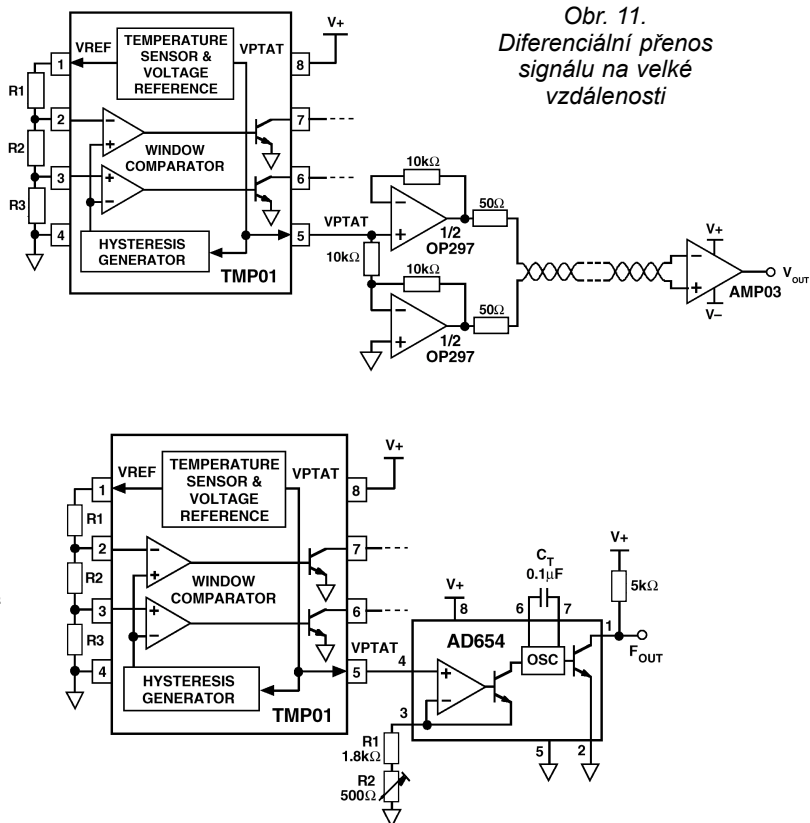 Obr. 11.
Diferenciální přenos
signálu na velké
vzdálenosti
V+
TEMPERATURE
SENSOR &
VOLTAGE
REFERENCE
VREF
VPTAT
1
8
R1
2
7
R2
WINDOW
COMPARATOR
3
6
R3
4
HYSTERESIS
GENERATOR
5
TMP01
VPTAT
10kΩ
10kΩ
10kΩ
50Ω
1/2
OP297
50Ω
1/2
OP297
V+
V–
AMP03
VOUT
V+
TEMPERATURE
SENSOR &
VOLTAGE
REFERENCE
VREF
VPTAT
1
8
R1
2
7
R2
WINDOW
COMPARATOR
3
6
R3
4
HYSTERESIS
GENERATOR
5
TMP01
VPTAT
4
V+
8
CT
0.1µF
6
7
V+
5kΩ
1
FOUT
AD654
OSC
3
R1
1.8kΩ
R2
500Ω
5
2